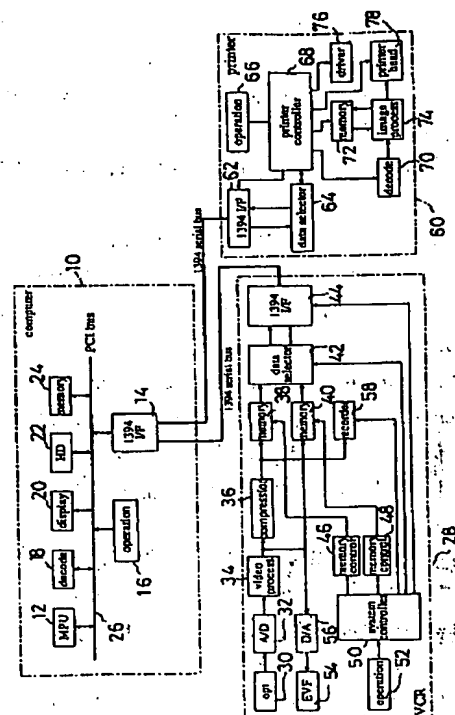 computer
10
24
memory
22
HD
20
display
18
decode
12
MPU
PCI bus
14
1394 I/F
operation
16
26
1394 serial bus
1394 serial bus
printer
66
operation
68
printer controller
76
driver
78
printer head
62
1394 I/F
data selector
64
memory
72
image process
74
decode
70
60
VCR
28
1394 I/F
44
data selector
42
memory
38
memory
40
recorder
58
compression
36
video process
34
A/D
32
opt
30
D/A
56
EVF
54
memory control
46
memory control
48
system controller
50
operation
52